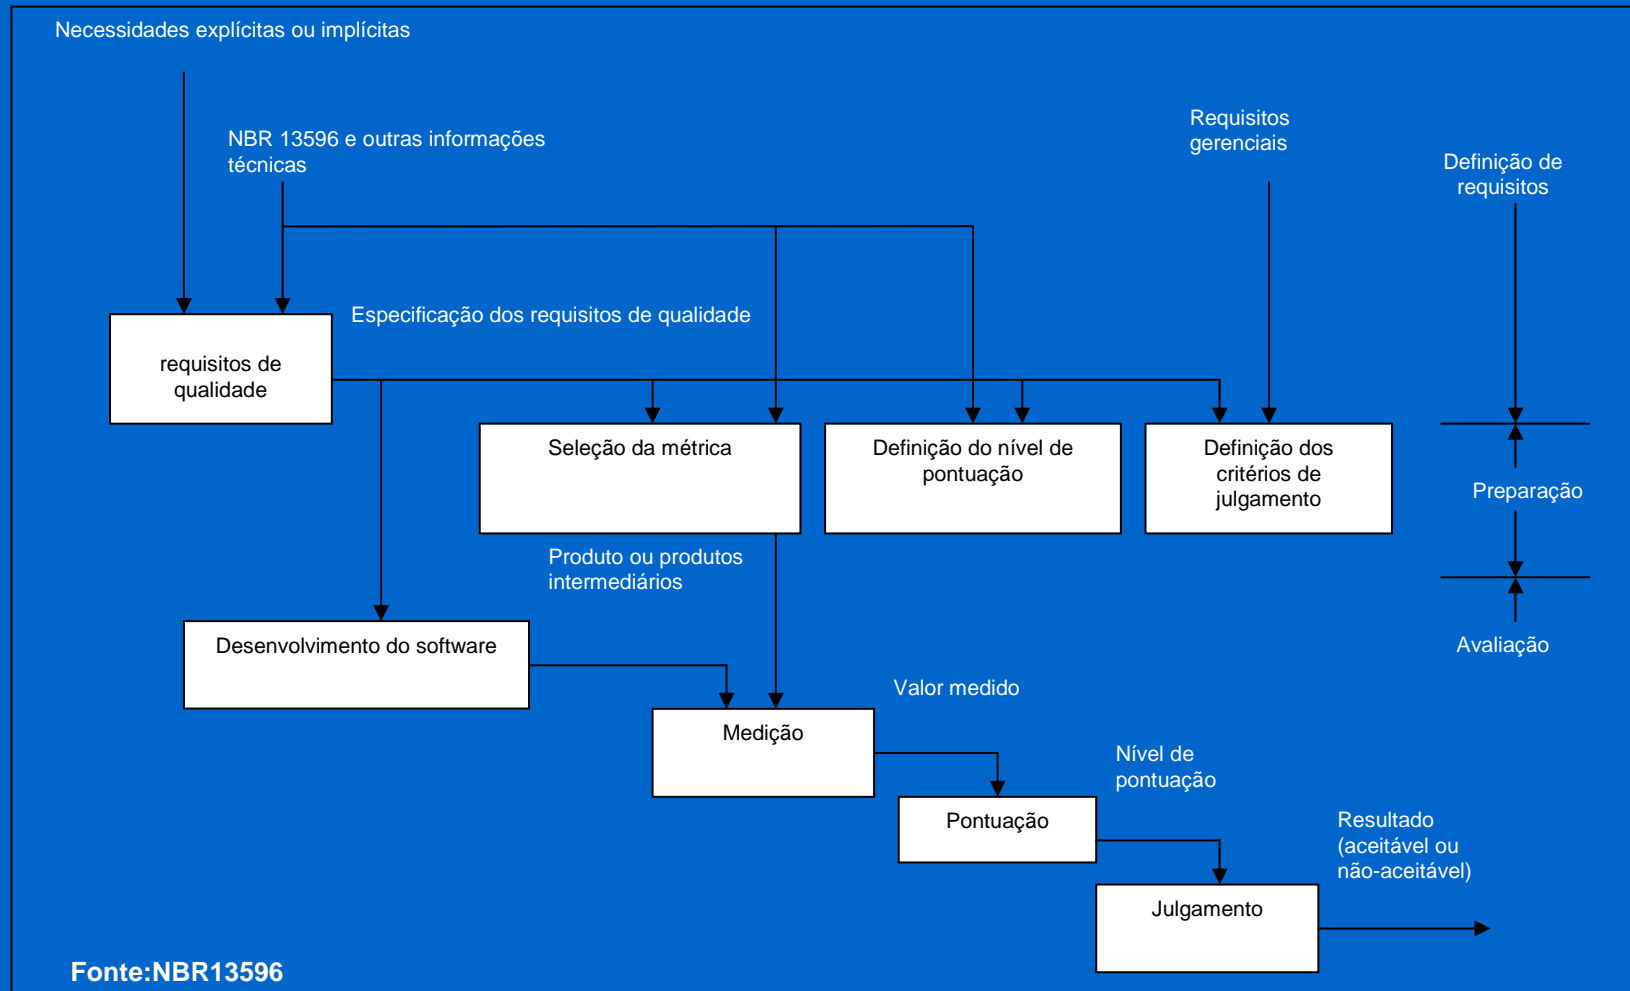 Necessidades explícitas ou implícitas
NBR 13596 e outras informações
técnicas
Requisitos
gerenciais
Definição de
requisitos
Especificação dos requisitos de qualidade
requisitos de
qualidade
Seleção da métrica
Definição do nível de
pontuação
Definição dos
critérios de
julgamento
Preparação
Produto ou produtos
intermediários
Desenvolvimento do software
Avaliação
Valor medido
Medição
Nível de
pontuação
Pontuação
Resultado
(aceitável ou
não-aceitável)
Julgamento
Fonte:NBR13596